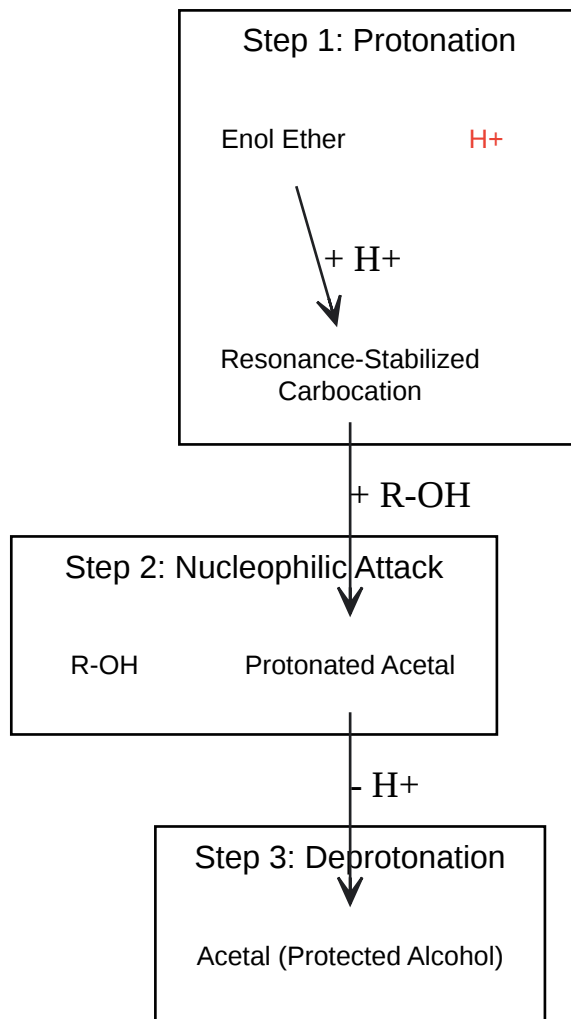 Step 1: Protonation
Enol Ether
H+
+ H+
Resonance-Stabilized
Carbocation
+ R-OH
Step 2: Nucleophilic Attack
R-OH
Protonated Acetal
- H+
Step 3: Deprotonation
Acetal (Protected Alcohol)